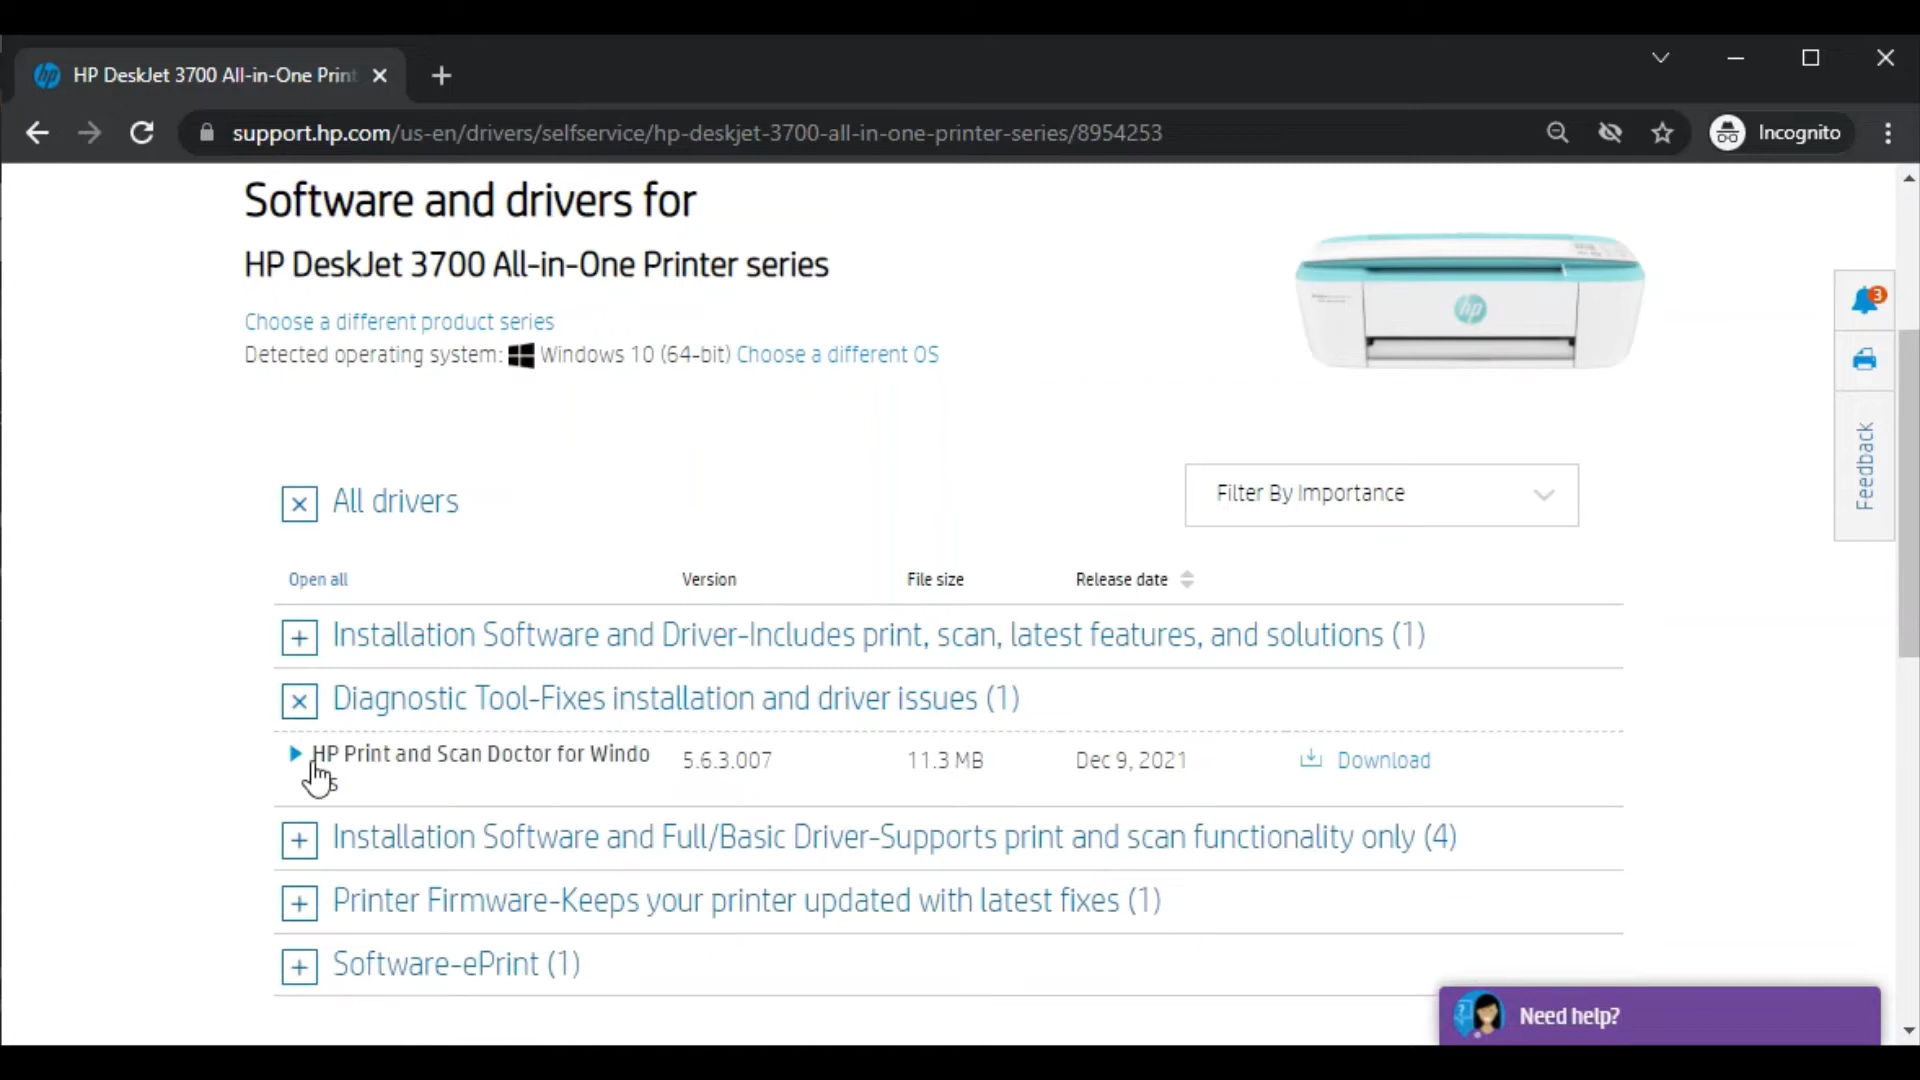 HP DeskJet 3700 All-in-One Print
support.hp.com/us-en/drivers/selfservice/hp-deskjet-3700-all-in-one-printer-series/8954253
Incognito
Software and drivers for
HP DeskJet 3700 All-in-One Printer series
Choose a different product series
Detected operating system: Windows 10 (64-bit) Choose a different OS
hp
3
Feedback
All drivers
Filter By Importance
Open all Version File size Release date
Installation Software and Driver-Includes print, scan, latest features, and solutions (1)
Diagnostic Tool-Fixes installation and driver issues (1)
HP Print and Scan Doctor for Windo
s
5.6.3.007 11.3 MB Dec 9, 2021 Download
Installation Software and Full/Basic Driver-Supports print and scan functionality only (4)
Printer Firmware-Keeps your printer updated with latest fixes (1)
Software-ePrint (1)
Need help?